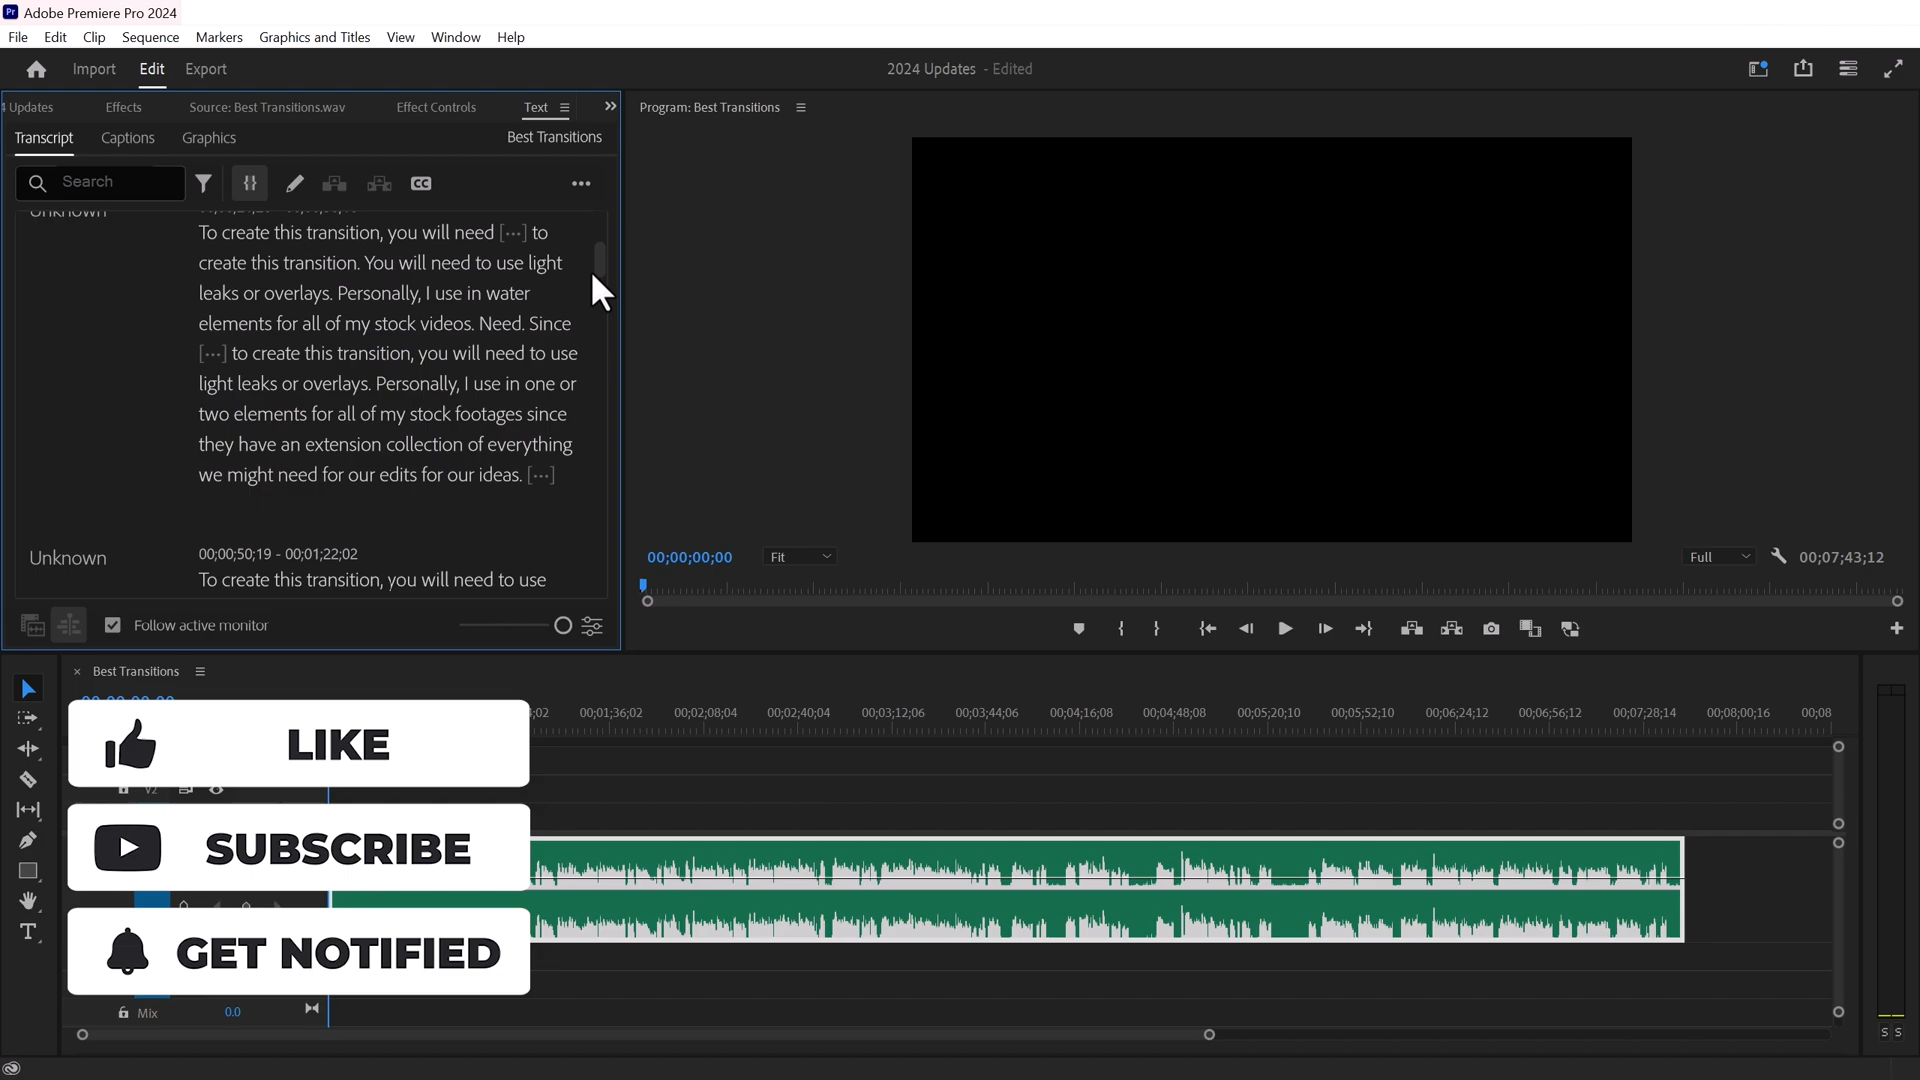 Adobe Premiere Pro 2024
File Edit Clip Sequence Markers Graphics and Titles View Window Help
Import Edit Export
2024 Updates - Edited
4 Updates Effects Source: Best Transitions.wav Effect Controls Text
Program: Best Transitions
Transcript Captions Graphics Best Transitions
Search
CC
Unknown
To create this transition, you will need [···] to
create this transition. You will need to use light
leaks or overlays. Personally, I use in water
elements for all of my stock videos. Need. Since
[···] to create this transition, you will need to use
light leaks or overlays. Personally, I use in one or
two elements for all of my stock footages since
they have an extension collection of everything
we might need for our edits for our ideas. [···]
Unknown
00;00;50;19 - 00;01;22;02
To create this transition, you will need to use
Follow active monitor
00;00;00;00 Fit Full 00;07;43;12
Best Transitions
00;01;36;02 00;02;08;04 00;02;40;04 00;03;12;06 00;03;44;06 00;04;16;08 00;04;48;08 00;05;20;10 00;05;52;10 00;06;24;12 00;06;56;12 00;07;28;14 00;08;00;16 00;08
LIKE
V2
SUBSCRIBE
GET NOTIFIED
Mix 0.0
S S